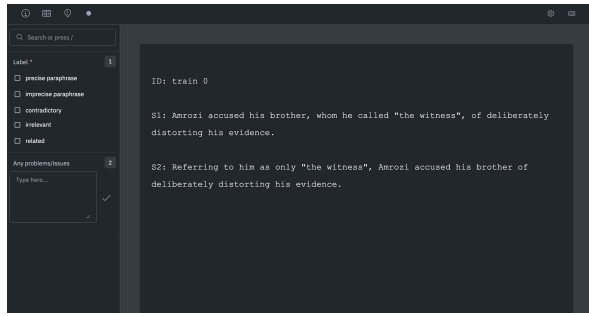 Search or press /
Label *
1
precise paraphrase
imprecise paraphrase
contradictory
irrelevant
related
Any problems/issues
2
Type here...
ID: train 0
S1: Amrozi accused his brother, whom he called "the witness", of deliberately
distorting his evidence.
S2: Referring to him as only "the witness", Amrozi accused his brother of
deliberately distorting his evidence.